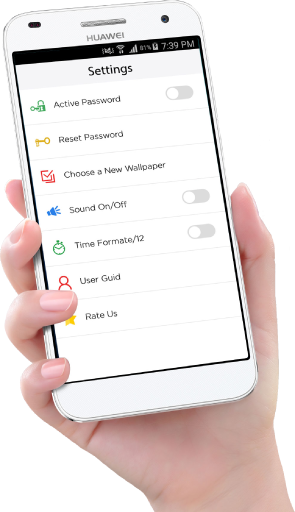 HUAWEI
81% 7:39 PM
Settings
Active Password
Reset Password
Choose a New Wallpaper
Sound On/Off
Time Formate/12
User Guid
Rate Us